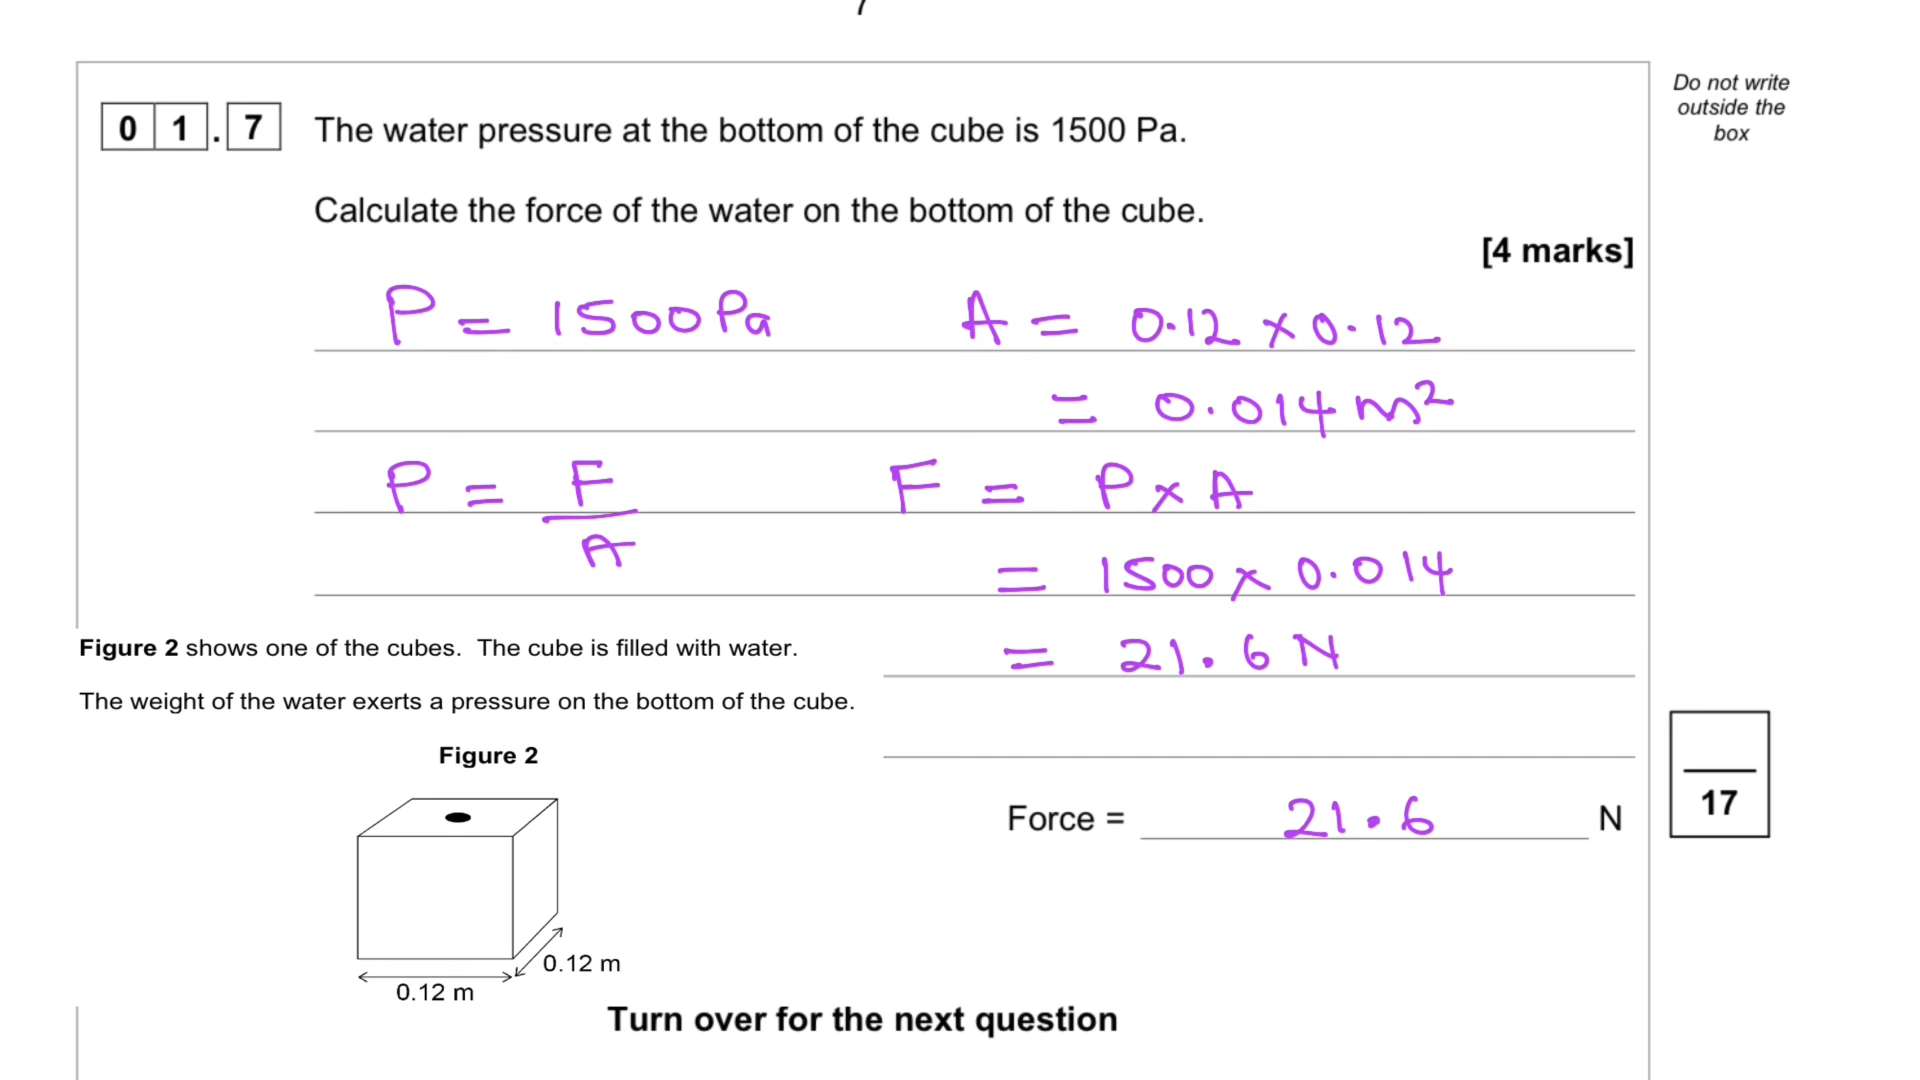 7
Do not write
outside the
box
0 1 . 7 The water pressure at the bottom of the cube is 1500 Pa.
Calculate the force of the water on the bottom of the cube.
[4 marks]
P = 1500 Pa A = 0.12 × 0.12
= 0.014 m²
P = F/A F = P × A
= 1500 × 0.014
= 21.6 N
Figure 2 shows one of the cubes. The cube is filled with water.
The weight of the water exerts a pressure on the bottom of the cube.
Figure 2
0.12 m
0.12 m
Force = 21.6 N
17
Turn over for the next question